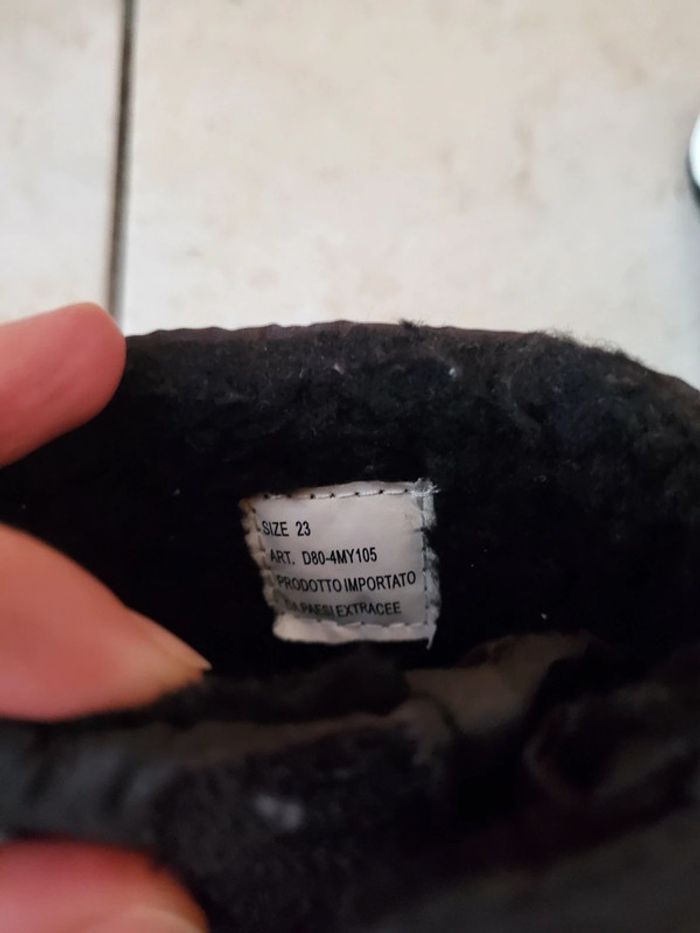 SIZE 23
ART. D80-4MY105
PRODOTTO IMPORTATO
DA PAESI EXTRACEE